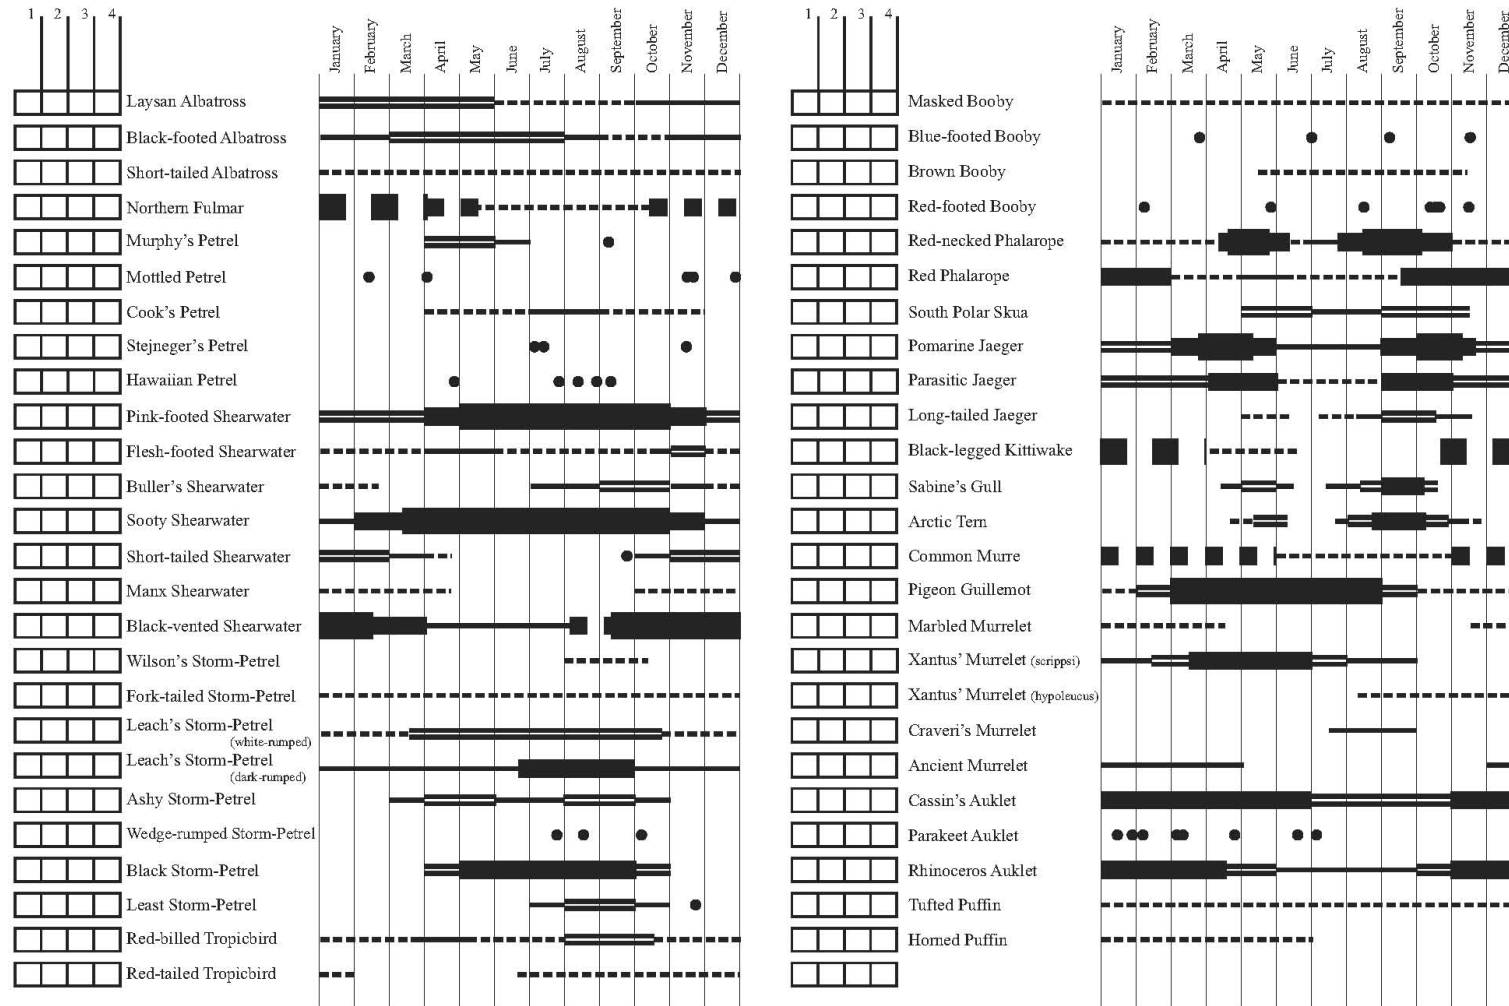 1 2 3 4
January
February
March
April
May
June
July
August
September
October
November
December
Laysan Albatross
Black-footed Albatross
Short-tailed Albatross
Northern Fulmar
Murphy's Petrel
Mottled Petrel
Cook's Petrel
Stejneger's Petrel
Hawaiian Petrel
Pink-footed Shearwater
Flesh-footed Shearwater
Buller's Shearwater
Sooty Shearwater
Short-tailed Shearwater
Manx Shearwater
Black-vented Shearwater
Wilson's Storm-Petrel
Fork-tailed Storm-Petrel
Leach's Storm-Petrel
(white-rumped)
Leach's Storm-Petrel
(dark-rumped)
Ashy Storm-Petrel
Wedge-rumped Storm-Petrel
Black Storm-Petrel
Least Storm-Petrel
Red-billed Tropicbird
Red-tailed Tropicbird
1 2 3 4
January
February
March
April
May
June
July
August
September
October
November
Decem
Masked Booby
Blue-footed Booby
Brown Booby
Red-footed Booby
Red-necked Phalarope
Red Phalarope
South Polar Skua
Pomarine Jaeger
Parasitic Jaeger
Long-tailed Jaeger
Black-legged Kittiwake
Sabine's Gull
Arctic Tern
Common Murre
Pigeon Guillemot
Marbled Murrelet
Xantus' Murrelet (scrippsi)
Xantus' Murrelet (hypoleucus)
Craveri's Murrelet
Ancient Murrelet
Cassin's Auklet
Parakeet Auklet
Rhinoceros Auklet
Tufted Puffin
Horned Puffin